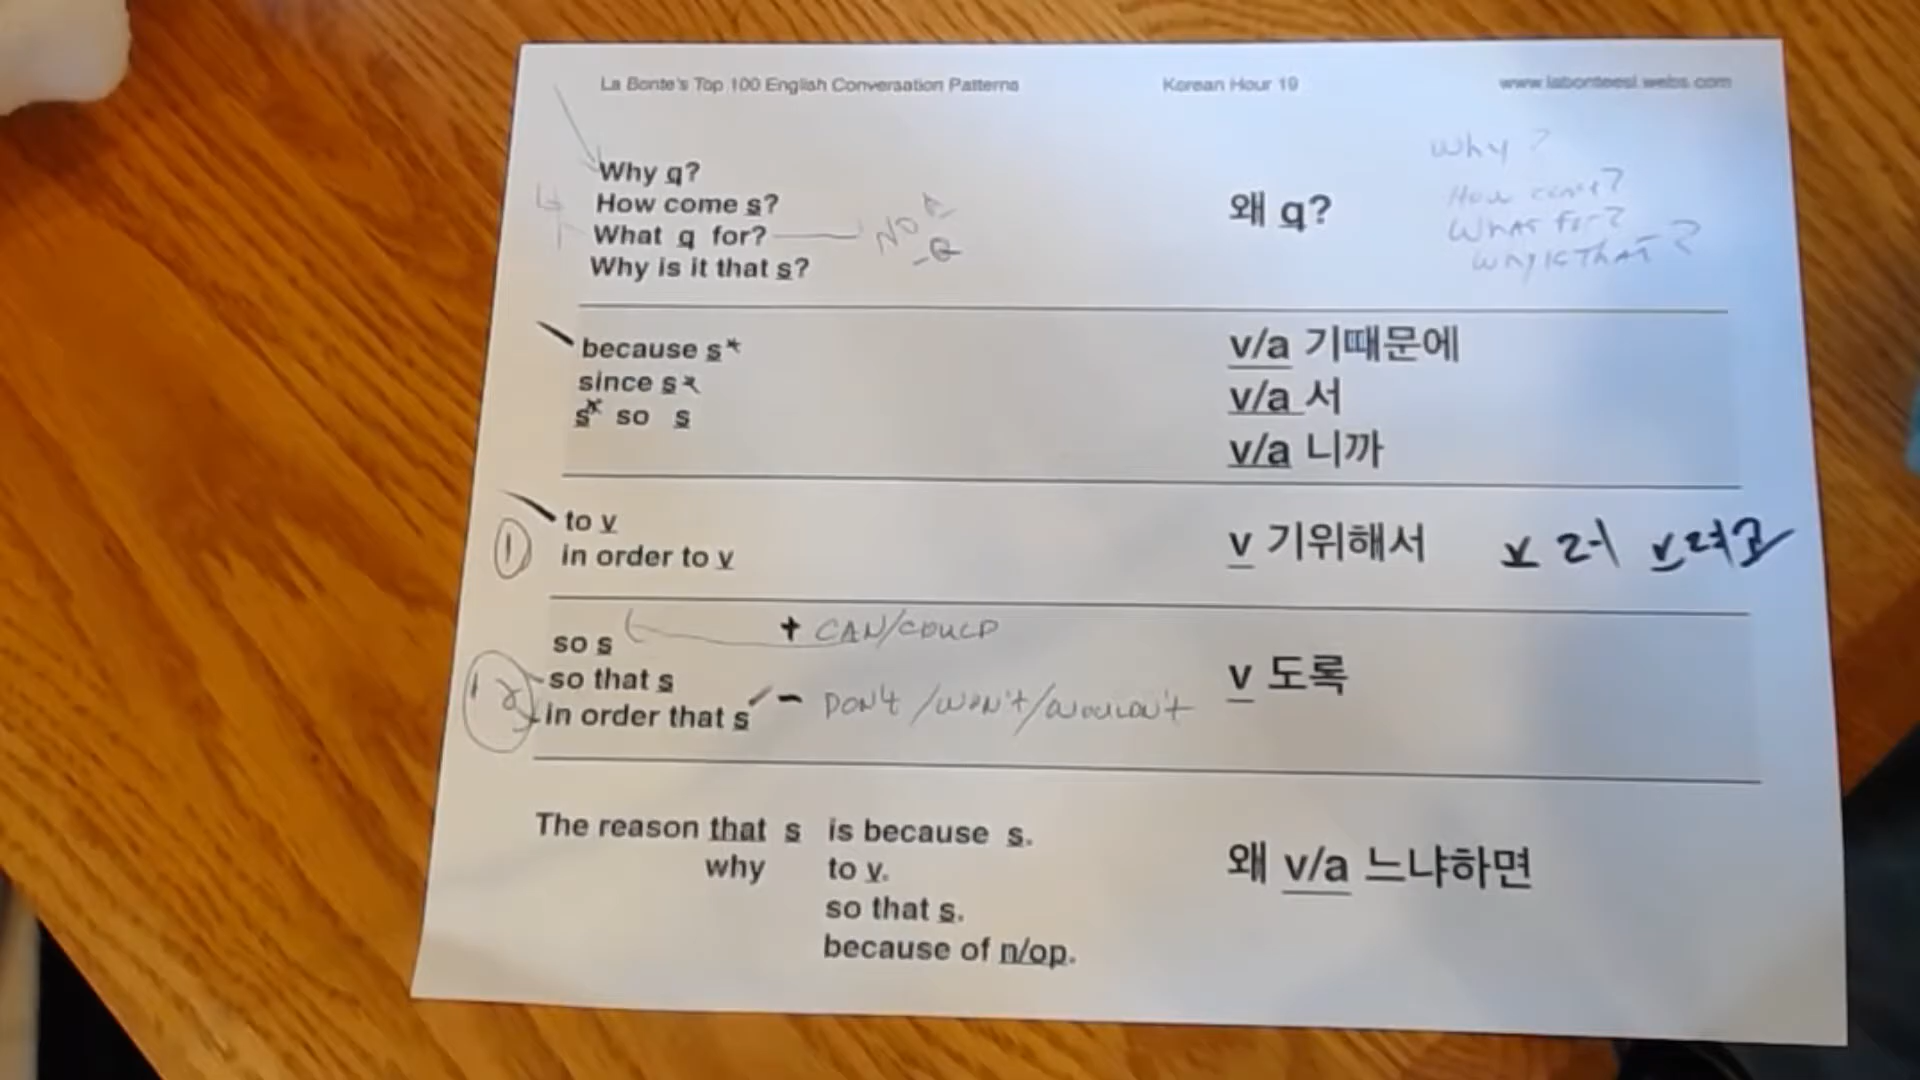 La Bonte's Top 100 English Conversation Patterns Korean Hour 19 www.labonteesl.webs.com
Why q?
How come s?
What q for?
Why is it that s?
NO
왜 q?
Why?
How come?
What for?
Why is that?
because s*
since s*
s* so s
v/a 기때문에
v/a 서
v/a 니까
① to v
in order to v
v 기위해서 v 러 v 려고
so s + CAN/COULD
so that s
in order that s - DON'T/WON'T/WOULDN'T
v 도록
The reason that s is because s.
why to v.
so that s.
because of n/op.
왜 v/a 느냐하면